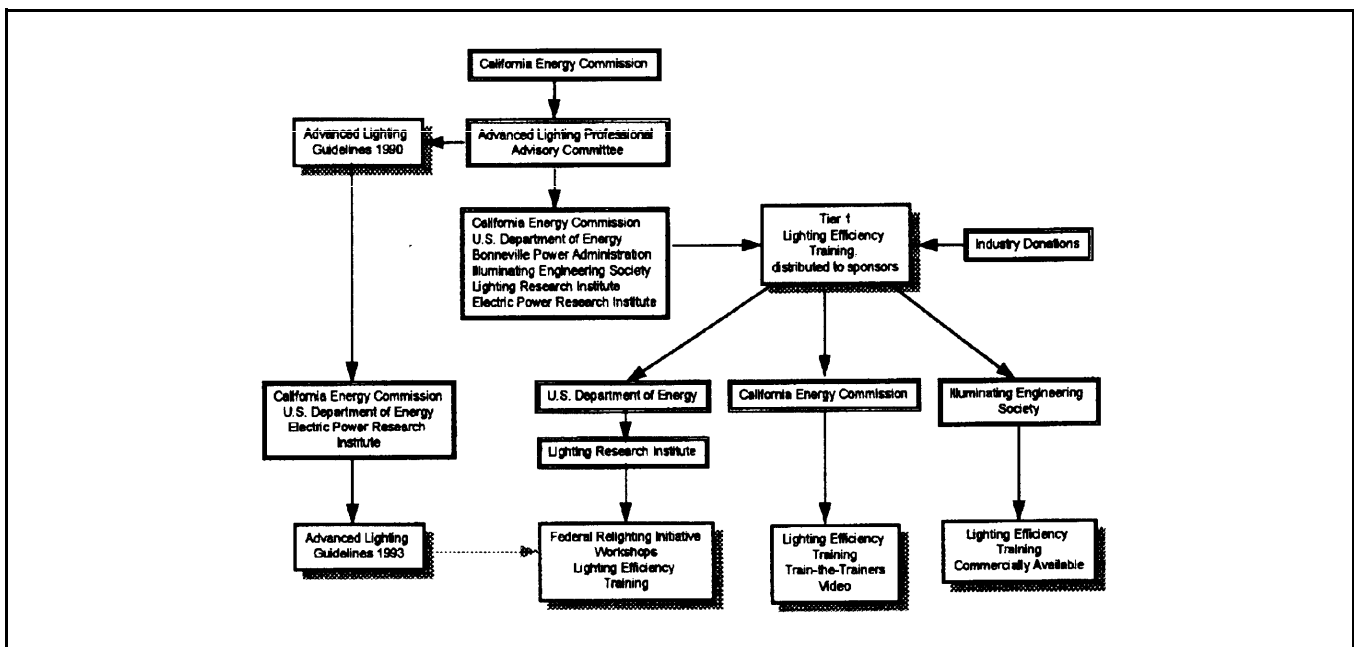 California Energy Commission
Advanced Lighting
Guidelines 1990
Advanced Lighting Professional
Advisory Committee
California Energy Commission
U.S. Department of Energy
Bonneville Power Administration
Illuminating Engineering Society
Lighting Research Institute
Electric Power Research Institute
Tier 1
Lighting Efficiency
Training,
distributed to sponsors
Industry Donations
California Energy Commission
U.S. Department of Energy
Electric Power Research
Institute
U.S. Department of Energy
California Energy Commission
Illuminating Engineering
Society
Lighting Research Institute
Advanced Lighting
Guidelines 1993
Federal Relighting Initiative
Workshops
Lighting Efficiency
Training
Lighting Efficiency
Training
Train-the-Trainers
Video
Lighting Efficiency
Training
Commercially Available